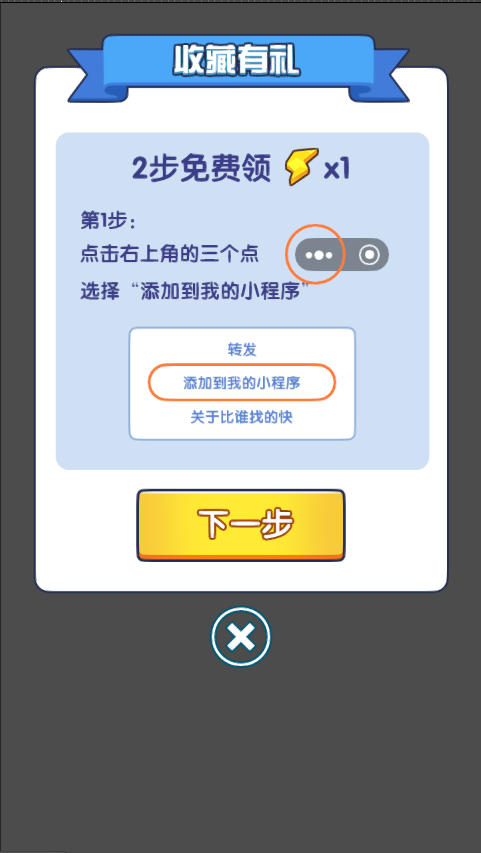 收藏有礼
2步免费领 x1
第1步：
点击右上角的三个点
选择“添加到我的小程序”
转发
添加到我的小程序
关于比谁找的快
下一步